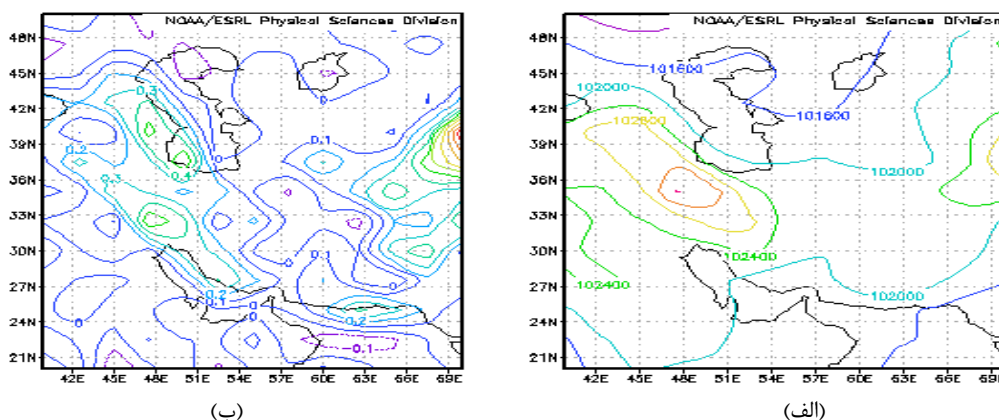 NOAA/ESRL Physical Sciences Division
48N
45N
42N
39N
36N
33N
30N
27N
24N
21N
42E
45E
48E
51E
54E
57E
60E
63E
66E
69E
0.3
0
0.1
0.2
0.3
0.4
0.1
0.2
0.1
0
0
0.2
0
-0.1
(ب)
NOAA/ESRL Physical Sciences Division
48N
45N
42N
39N
36N
33N
30N
27N
24N
21N
42E
45E
48E
51E
54E
57E
60E
63E
66E
69E
101600
102000
101600
102800
102000
102400
102400
102000
(الف)